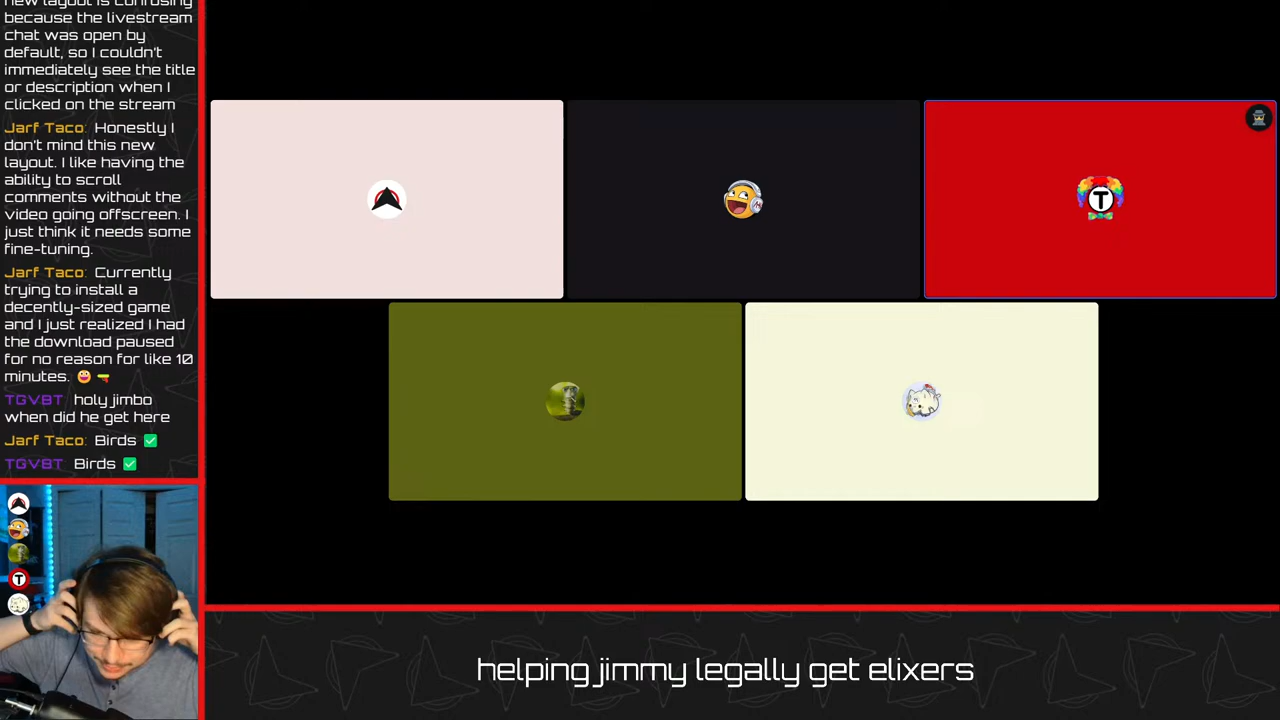 new layout is confusing
because the livestream
chat was open by
default, so I couldn't
immediately see the title
or description when I
clicked on the stream
Jarf Taco: Honestly I
don't mind this new
layout. I like having the
ability to scroll
comments without the
video going offscreen. I
just think it needs some
fine-tuning.
Jarf Taco: Currently
trying to install a
decently-sized game
and I just realized I had
the download paused
for no reason for like 10
minutes.
TGVBT holy jimbo
when did he get here
Jarf Taco: Birds ✅
TGVBT Birds ✅
T
T
helping jimmy legally get elixers